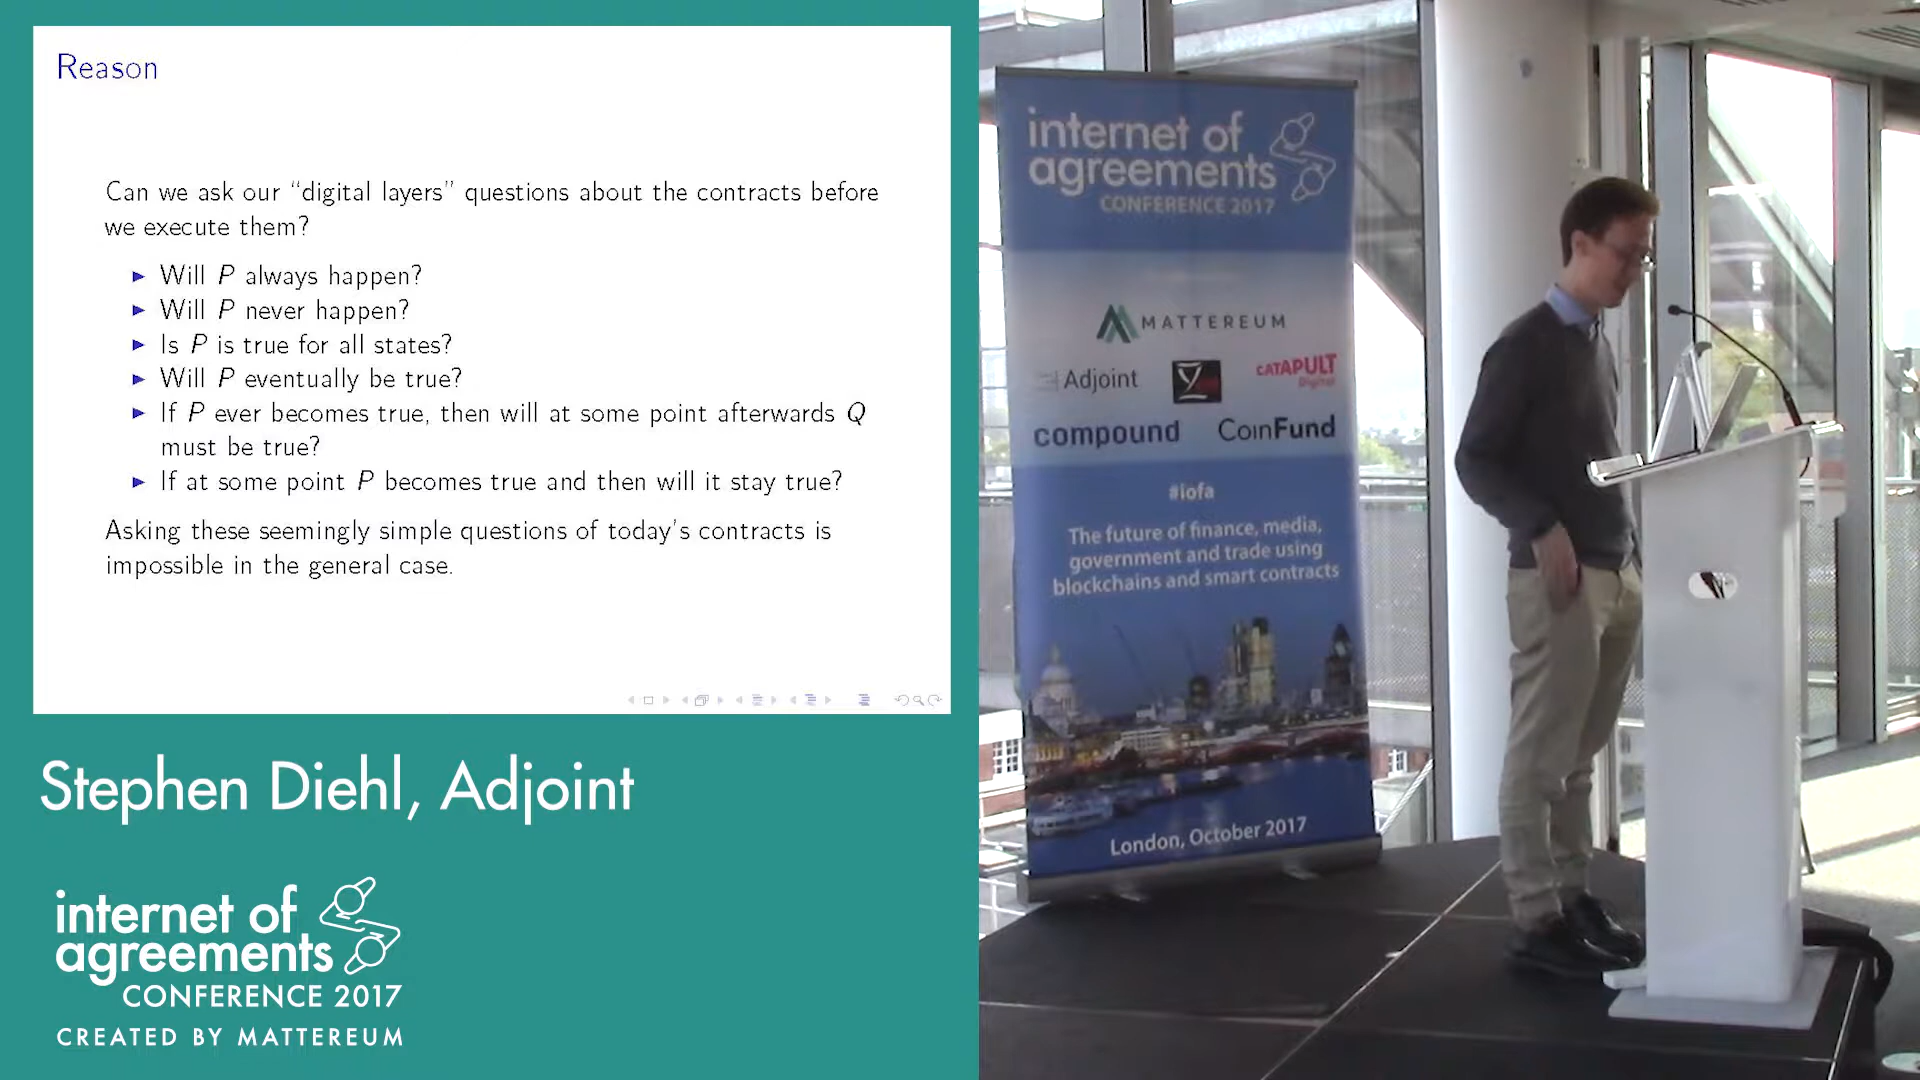 Reason
Can we ask our “digital layers” questions about the contracts before
we execute them?
Will P always happen?
Will P never happen?
Is P is true for all states?
Will P eventually be true?
If P ever becomes true, then will at some point afterwards Q
must be true?
If at some point P becomes true and then will it stay true?
Asking these seemingly simple questions of today's contracts is
impossible in the general case.
Stephen Diehl, Adjoint
internet of
agreements
CONFERENCE 2017
CREATED BY MATTEREUM
internet of
agreements
CONFERENCE 2017
MATTEREUM
Adjoint
CATAPULT
Digital
compound
CoinFund
#iofa
The future of finance, media,
government and trade using
blockchains and smart contracts
London, October 2017